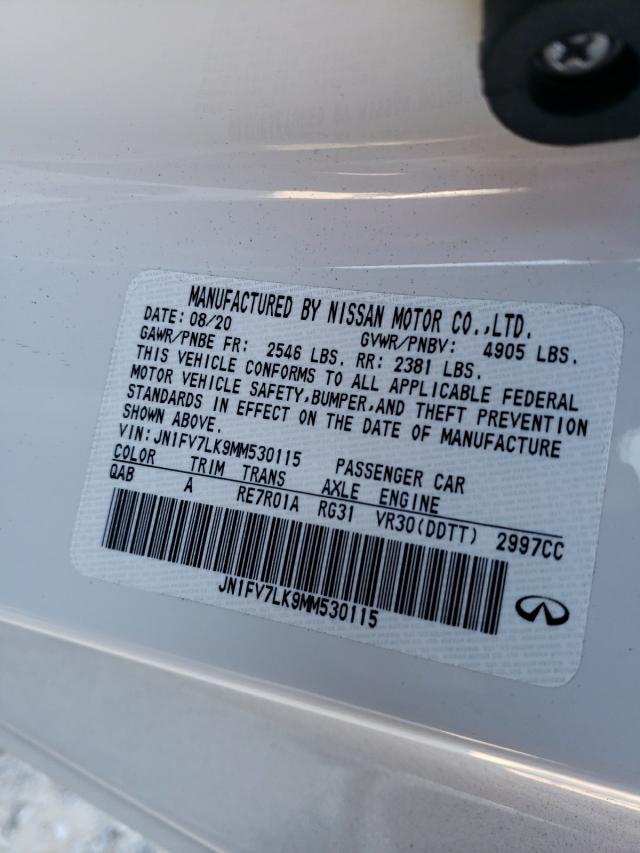 MANUFACTURED BY NISSAN MOTOR CO.,LTD.
DATE: 08/20 GVWR/PNBV: 4905 LBS.
GAWR/PNBE FR: 2546 LBS. RR: 2381 LBS.
THIS VEHICLE CONFORMS TO ALL APPLICABLE FEDERAL
MOTOR VEHICLE SAFETY,BUMPER,AND THEFT PREVENTION
STANDARDS IN EFFECT ON THE DATE OF MANUFACTURE
SHOWN ABOVE.
VIN:JN1FV7LK9MM530115 PASSENGER CAR
COLOR TRIM TRANS AXLE ENGINE
QAB A RE7R01A RG31 VR30(DDTT) 2997CC
JN1FV7LK9MM530115